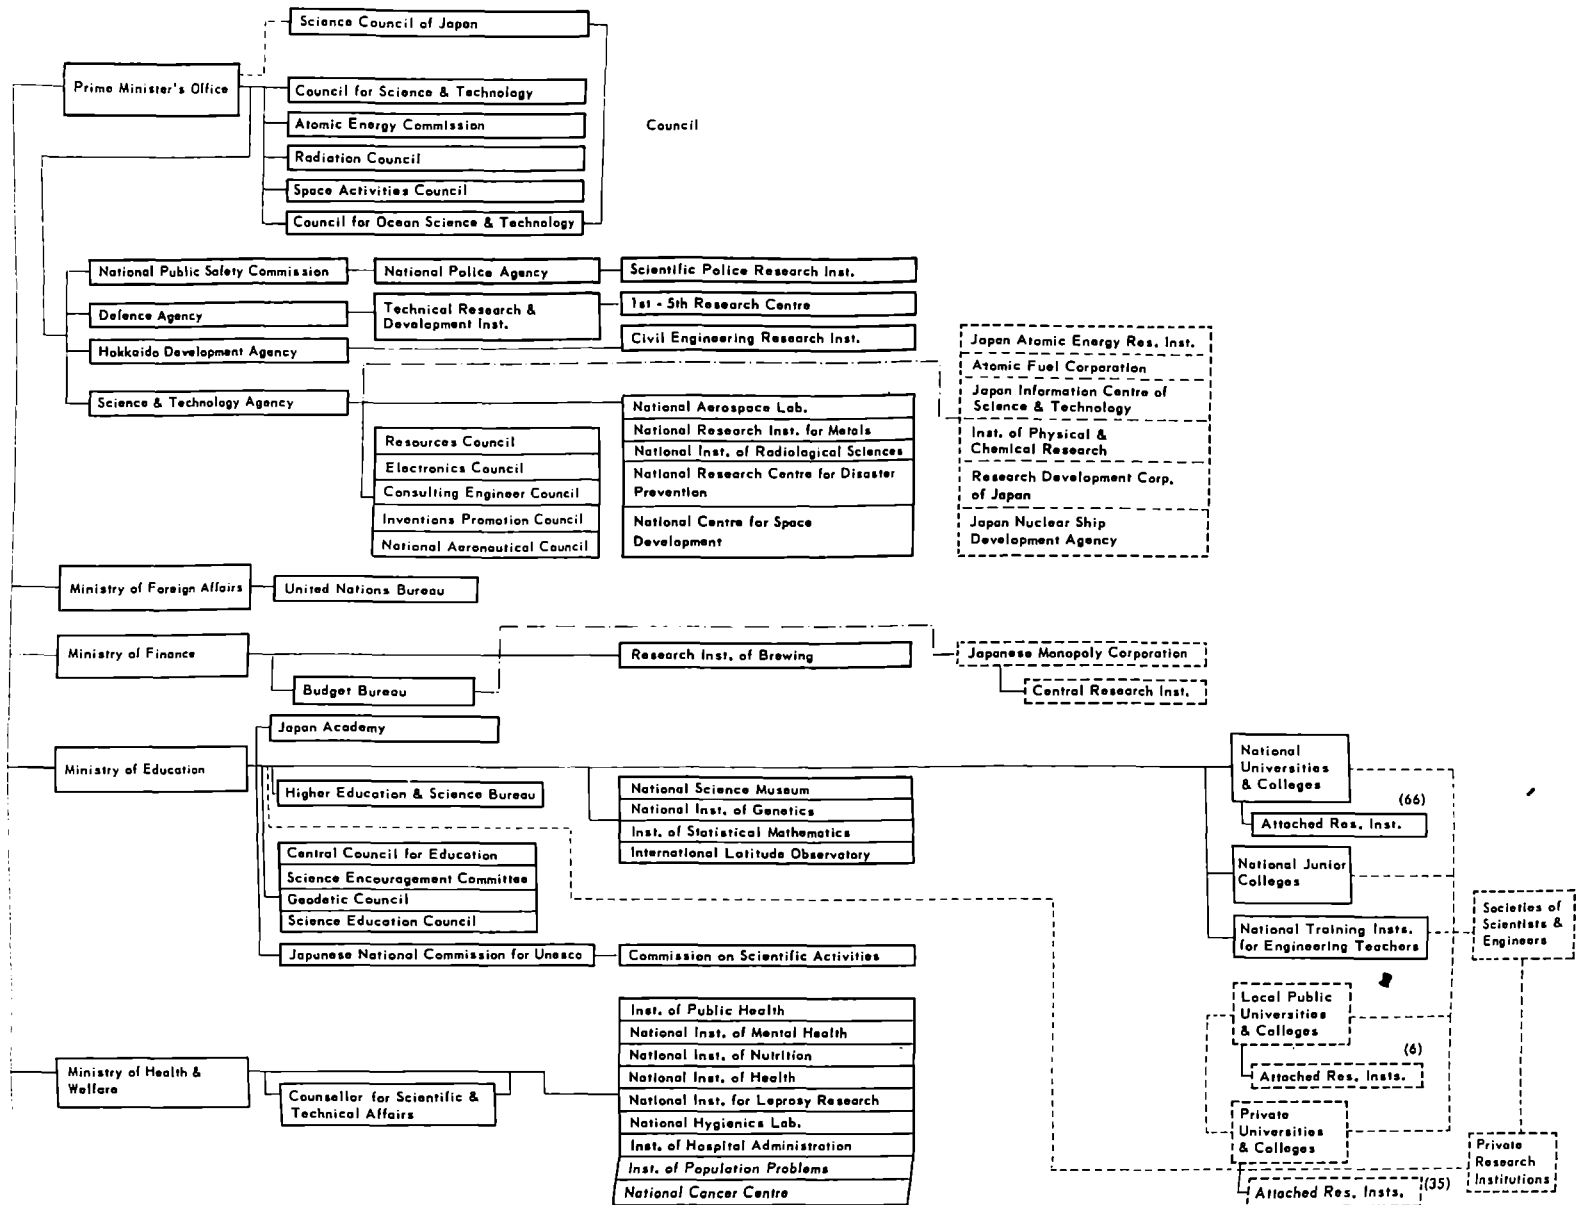 Science Council of Japan
Prime Minister's Office
Council for Science & Technology
Atomic Energy Commission
Council
Radiation Council
Space Activities Council
Council for Ocean Science & Technology
National Public Safety Commission
National Police Agency
Scientific Police Research Inst.
Defence Agency
Technical Research &
Development Inst.
1st - 5th Research Centre
Hokkaido Development Agency
Civil Engineering Research Inst.
Science & Technology Agency
Resources Council
Electronics Council
Consulting Engineer Council
Inventions Promotion Council
National Aeronautical Council
National Aerospace Lab.
National Research Inst. for Metals
National Inst. of Radiological Sciences
National Research Centre for Disaster
Prevention
National Centre for Space
Development
Japan Atomic Energy Res. Inst.
Atomic Fuel Corporation
Japan Information Centre of
Science & Technology
Inst. of Physical &
Chemical Research
Research Development Corp.
of Japan
Japan Nuclear Ship
Development Agency
Ministry of Foreign Affairs
United Nations Bureau
Ministry of Finance
Research Inst. of Brewing
Japanese Monopoly Corporation
Budget Bureau
Central Research Inst.
Japan Academy
Ministry of Education
Higher Education & Science Bureau
Central Council for Education
Science Encouragement Committee
Geodetic Council
Science Education Council
Japanese National Commission for Unesco
Commission on Scientific Activities
National Science Museum
National Inst. of Genetics
Inst. of Statistical Mathematics
International Latitude Observatory
National
Universities
& Colleges
(66)
Attached Res. Inst.
National Junior
Colleges
National Training Insts.
for Engineering Teachers
Societies of
Scientists &
Engineers
Local Public
Universities
& Colleges
(6)
Attached Res. Insts.
Private
Universities
& Colleges
Attached Res. Insts.
(35)
Private
Research
Institutions
Ministry of Health &
Welfare
Counsellor for Scientific &
Technical Affairs
Inst. of Public Health
National Inst. of Mental Health
National Inst. of Nutrition
National Inst. of Health
National Inst. for Leprosy Research
National Hygienics Lab.
Inst. of Hospital Administration
Inst. of Population Problems
National Cancer Centre